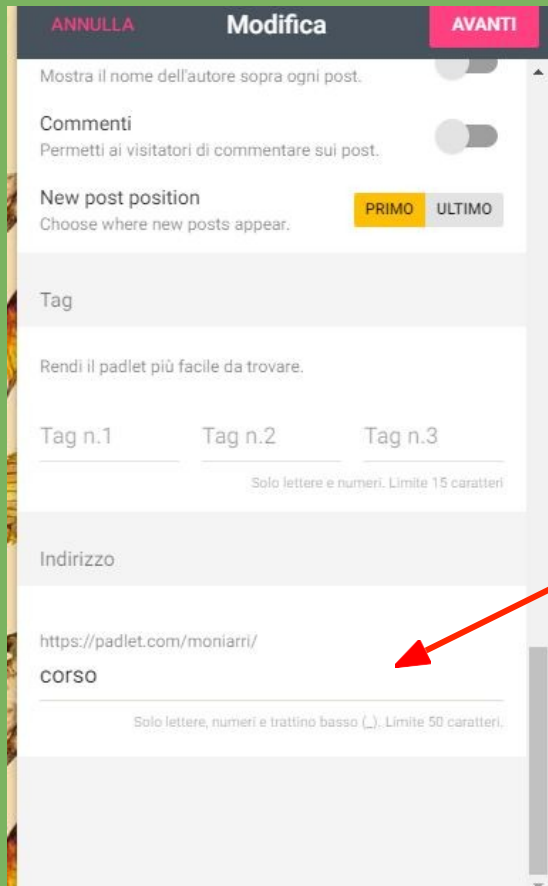 ANNULLA Modifica AVANTI
Mostra il nome dell'autore sopra ogni post.
Commenti
Permetti ai visitatori di commentare sui post.
New post position
Choose where new posts appear.
PRIMO ULTIMO
Tag
Rendi il padlet più facile da trovare.
Tag n.1 Tag n.2 Tag n.3
Solo lettere e numeri. Limite 15 caratteri
Indirizzo
https://padlet.com/moniarri/
corso
Solo lettere, numeri e trattino basso (_). Limite 50 caratteri.